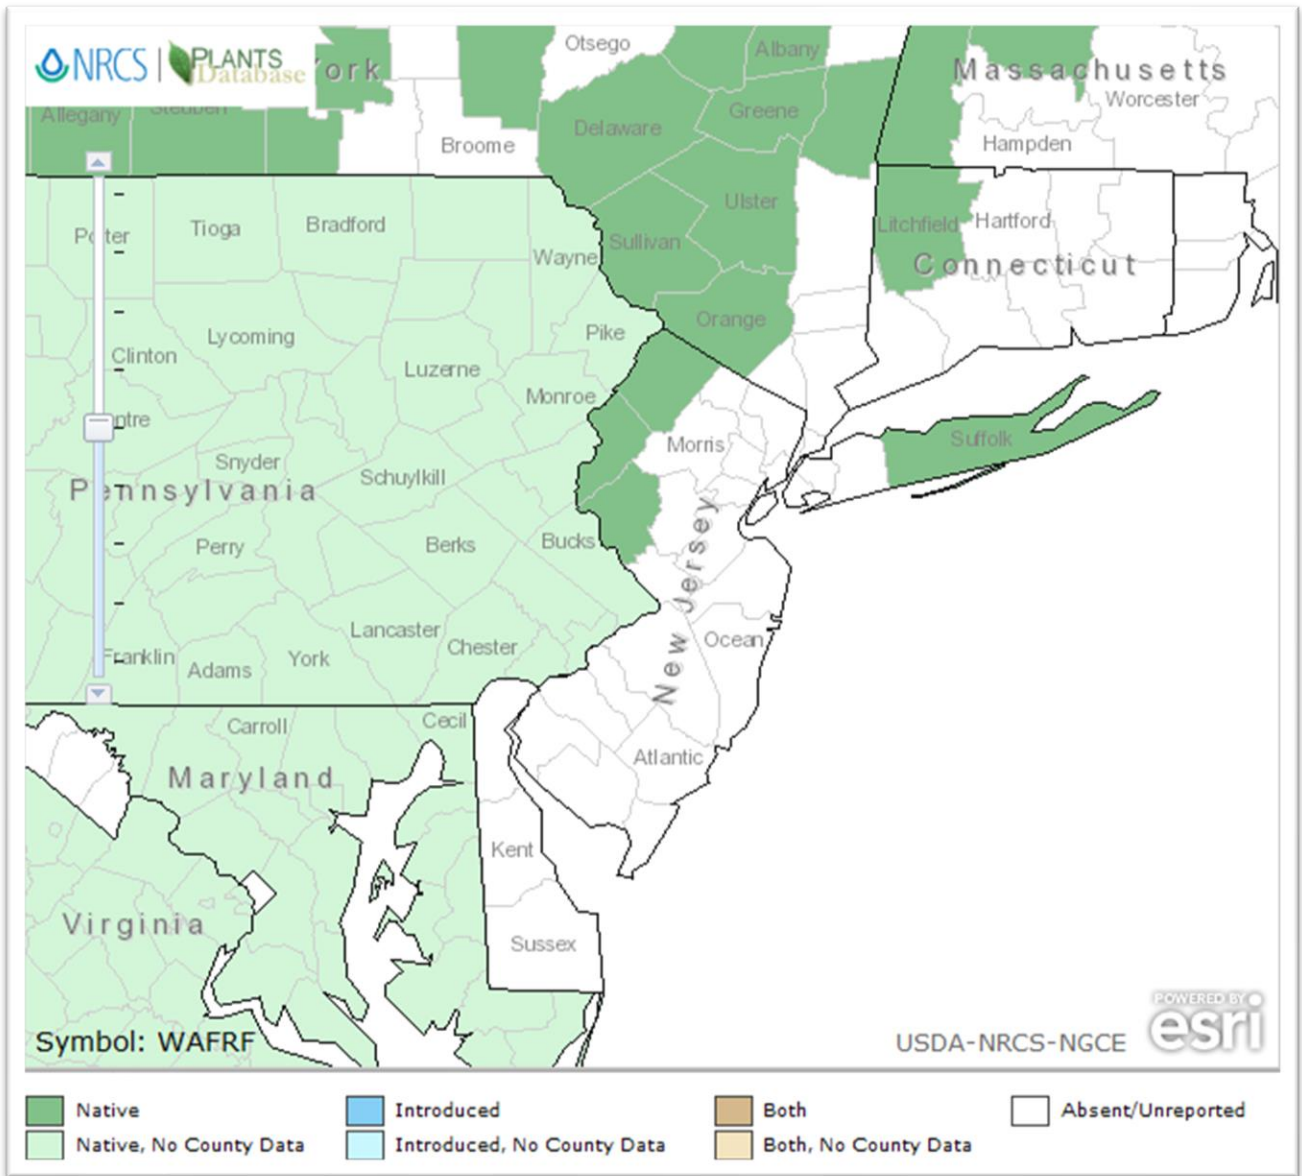 NRCS | PLANTS
Database
ork
Otsego
Albany
Massachusetts
Worcester
Allegany
Steuben
Delaware
Greene
Broome
Hampden
Potter
Tioga
Bradford
Wayne
Sullivan
Ulster
Litchfield
Hartford
Connecticut
Orange
Pike
Lycoming
Clinton
Luzerne
Monroe
ntre
Morris
Suffolk
Snyder
Schuylkill
Pennsylvania
Perry
Berks
Bucks
New Jersey
Lancaster
Chester
Ocean
Franklin
Adams
York
Carroll
Cecil
Maryland
Atlantic
Kent
Virginia
Sussex
Symbol: WAFRF
USDA-NRCS-NGCE
POWERED BY
esri
Native
Introduced
Both
Absent/Unreported
Native, No County Data
Introduced, No County Data
Both, No County Data